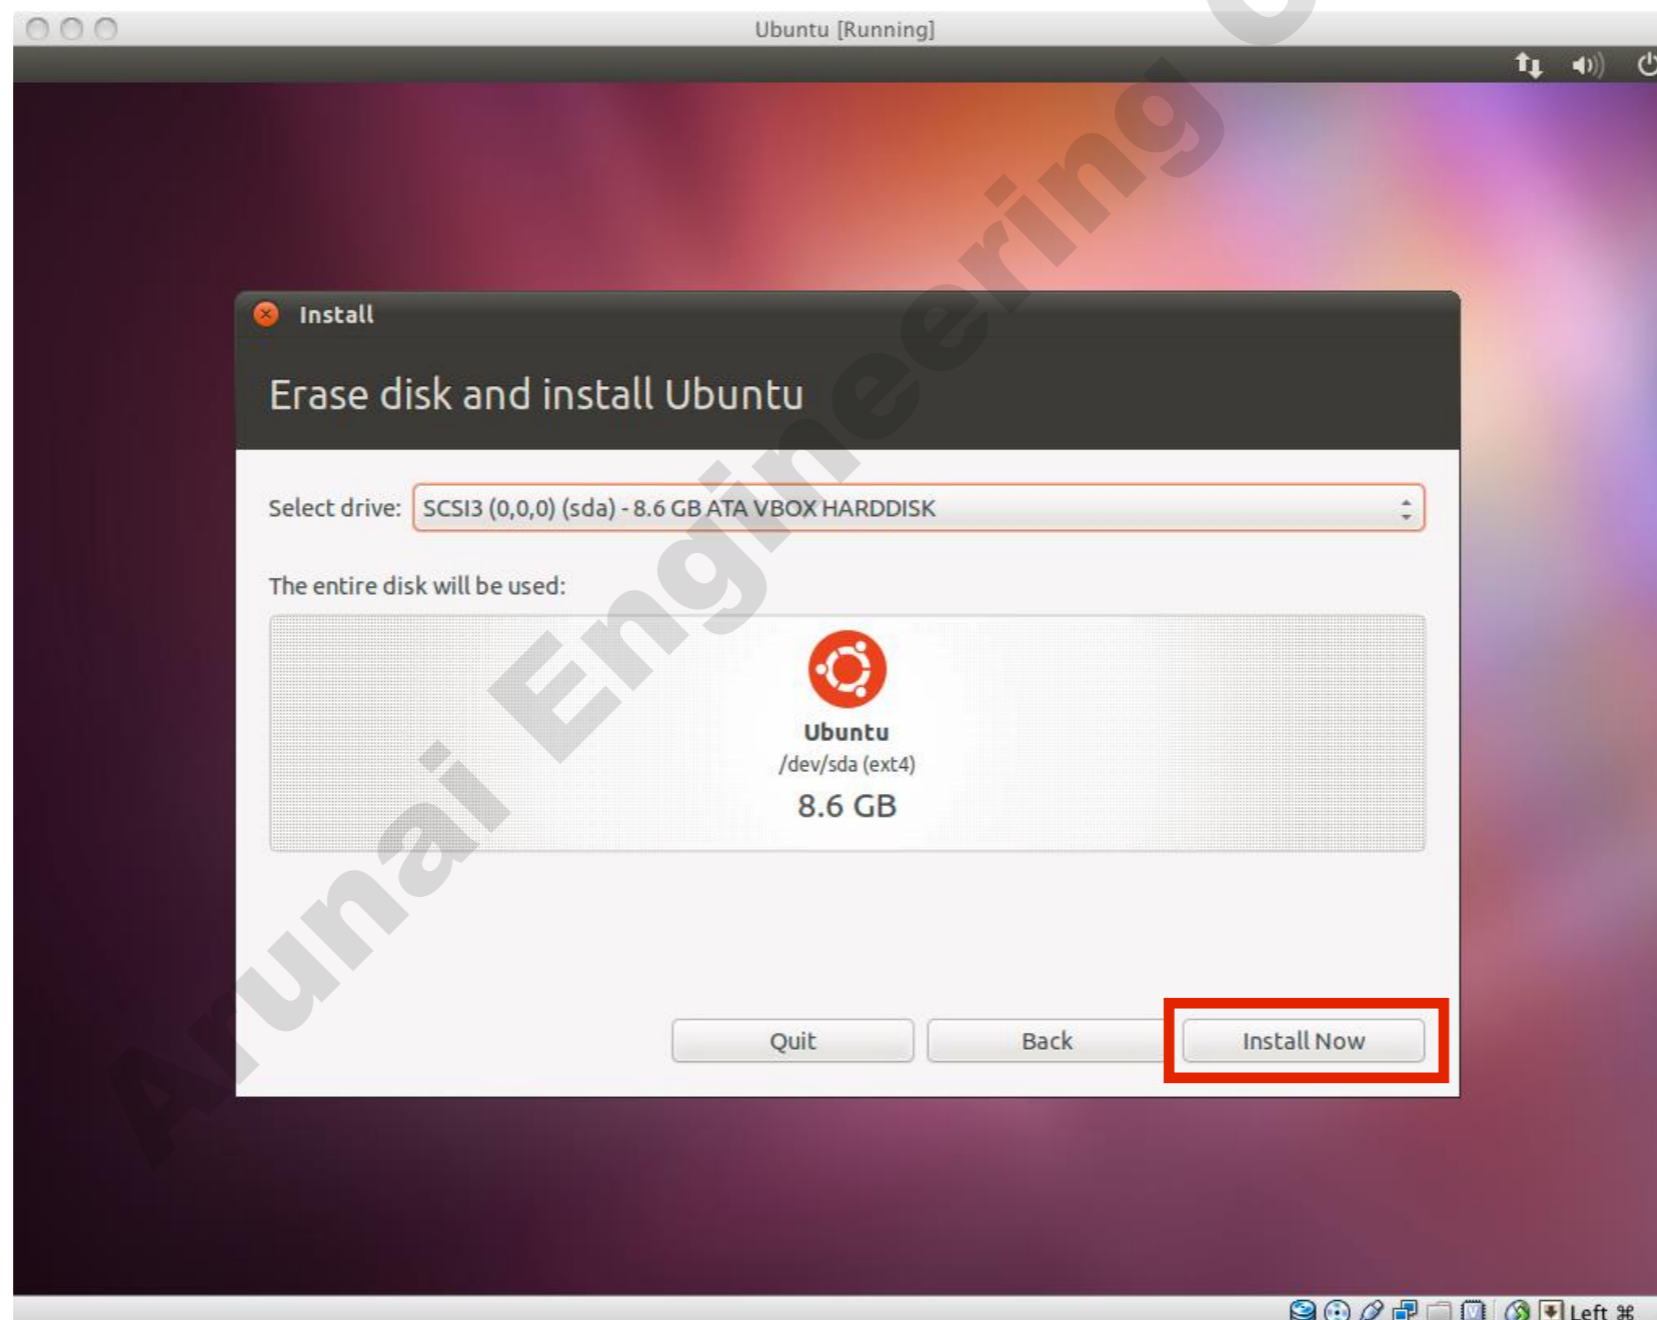 Ubuntu [Running]
Install
Erase disk and install Ubuntu
Select drive: SCSI3 (0,0,0) (sda) - 8.6 GB ATA VBOX HARDDISK
The entire disk will be used:
Ubuntu
/dev/sda (ext4)
8.6 GB
Quit Back Install Now
Left ⌘
Arunai Engineering